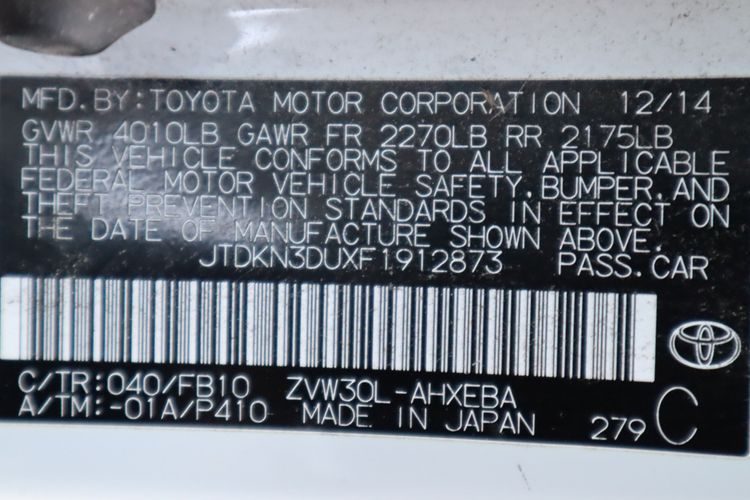 MFD. BY: TOYOTA MOTOR CORPORATION 12/14
GVWR 4010LB GAWR FR 2270LB RR 2175LB
THIS VEHICLE CONFORMS TO ALL APPLICABLE
FEDERAL MOTOR VEHICLE SAFETY, BUMPER, AND
THEFT PREVENTION STANDARDS IN EFFECT ON
THE DATE OF MANUFACTURE SHOWN ABOVE.
JTDKN3DUXF1912873 PASS.CAR
C/TR: 040/FB10 ZVW30L-AHXEBA
A/TM: -01A/P410 MADE IN JAPAN 279 C